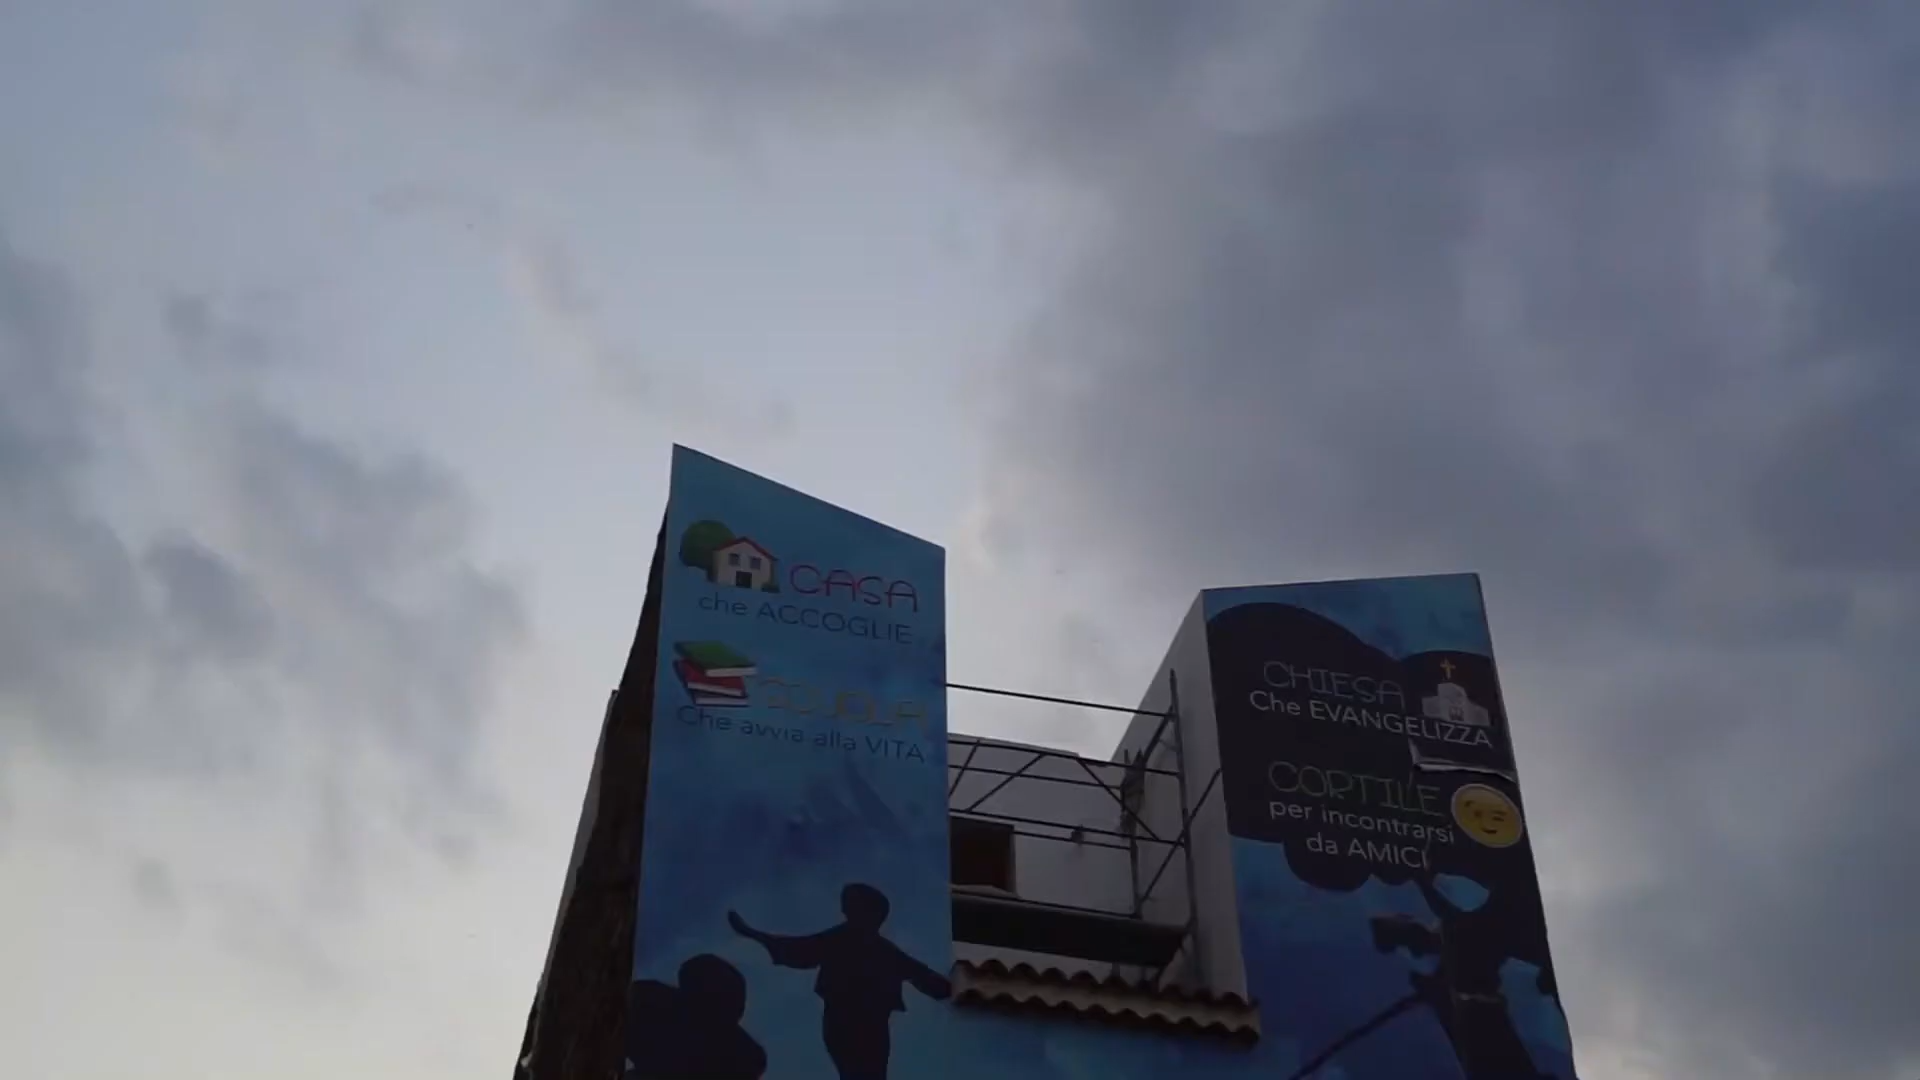 CASA
che ACCOGLIE
SCUOLA
Che avvia alla VITA
CHIESA
Che EVANGELIZZA
CORTILE
per incontrarsi
da AMICI